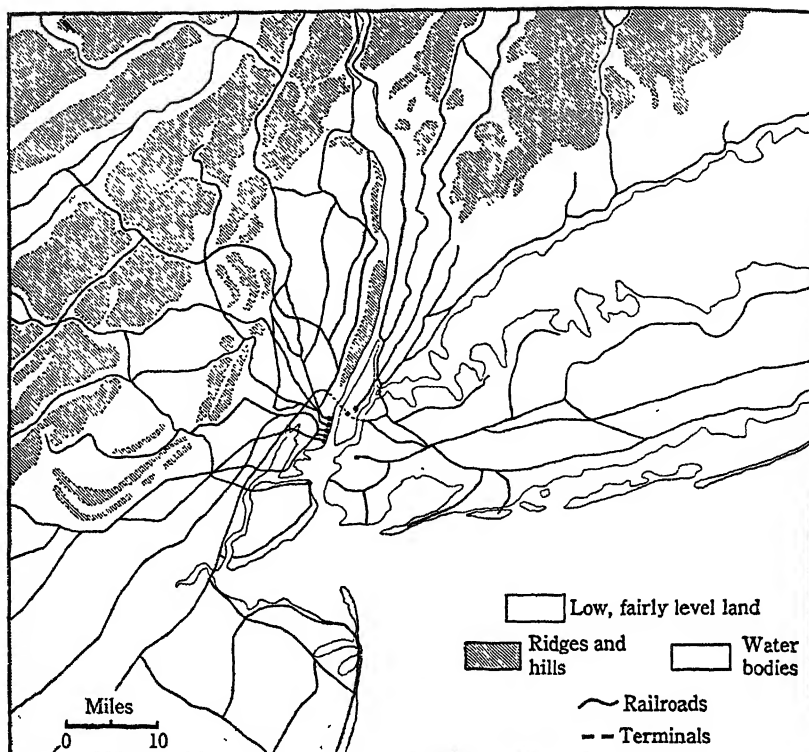 Low, fairly level land
Ridges and
hills
Water
bodies
Miles
0 10
Railroads
Terminals